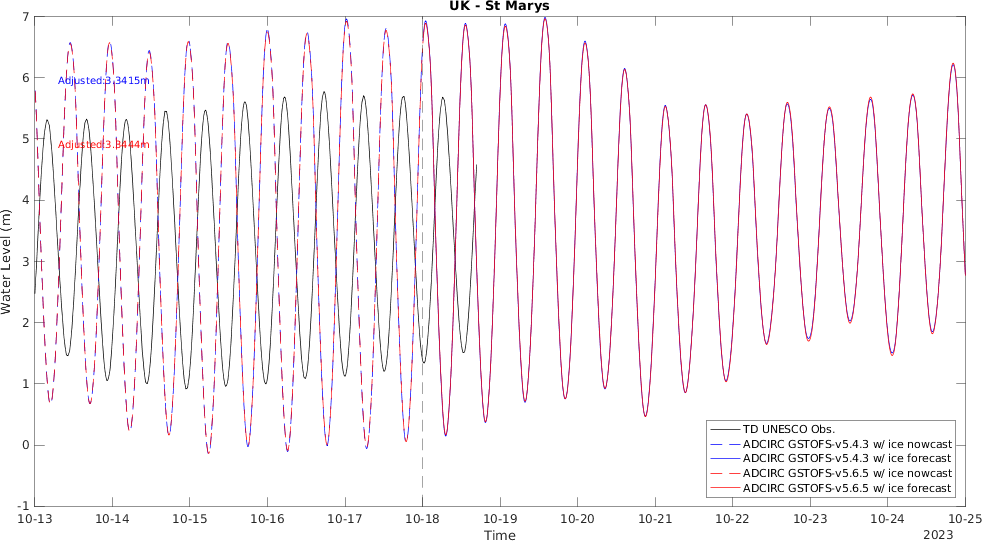 UK - St Marys
7
6
5
4
3
2
1
0
-1
Water Level (m)
Adjusted:3.3415m
Adjusted:3.3444m
TD UNESCO Obs.
ADCIRC GSTOFS-v5.4.3 w/ ice nowcast
ADCIRC GSTOFS-v5.4.3 w/ ice forecast
ADCIRC GSTOFS-v5.6.5 w/ ice nowcast
ADCIRC GSTOFS-v5.6.5 w/ ice forecast
10-13 10-14 10-15 10-16 10-17 10-18 10-19 10-20 10-21 10-22 10-23 10-24 10-25
Time
2023